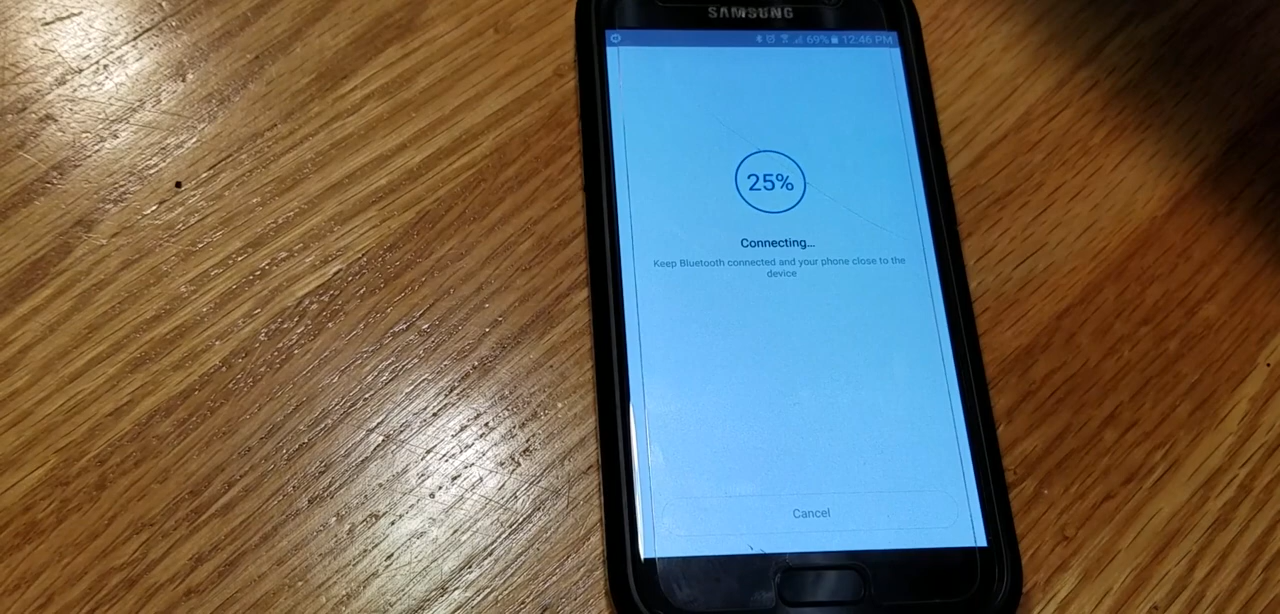 SAMSUNG
69% 12:46 PM
25%
Connecting...
Keep Bluetooth connected and your phone close to the
device
Cancel